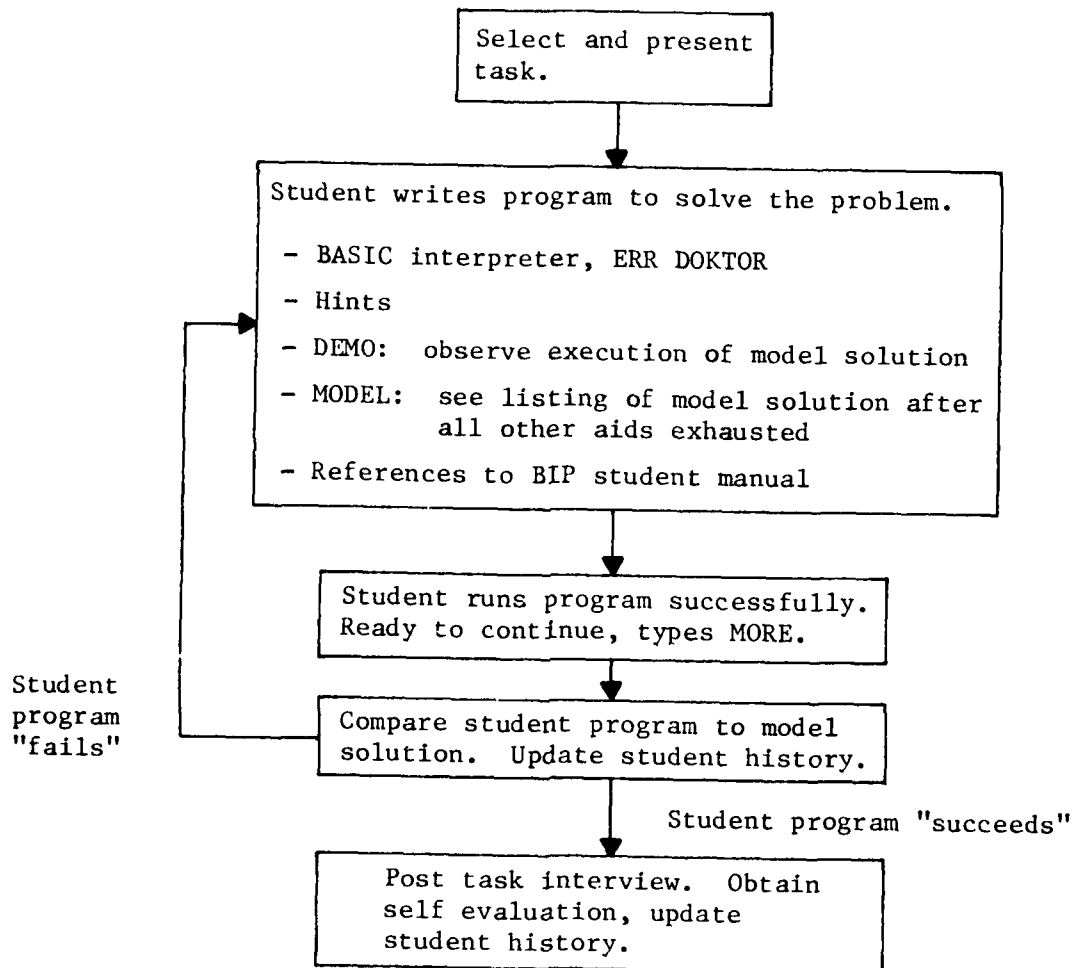 Select and present
task.
Student writes program to solve the problem.
- BASIC interpreter, ERR DOKTOR
- Hints
- DEMO: observe execution of model solution
- MODEL: see listing of model solution after
all other aids exhausted
- References to BIP student manual
Student runs program successfully.
Ready to continue, types MORE.
Student
program
"fails"
Compare student program to model
solution. Update student history.
Student program "succeeds"
Post task interview. Obtain
self evaluation, update
student history.